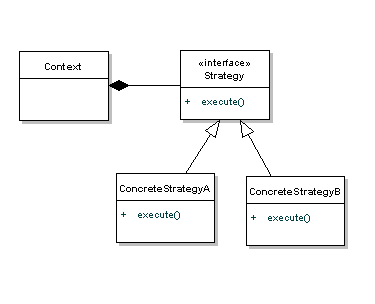 Context
«interface»
Strategy
+ execute()
ConcreteStrategyA
+ execute()
ConcreteStrategyB
+ execute()